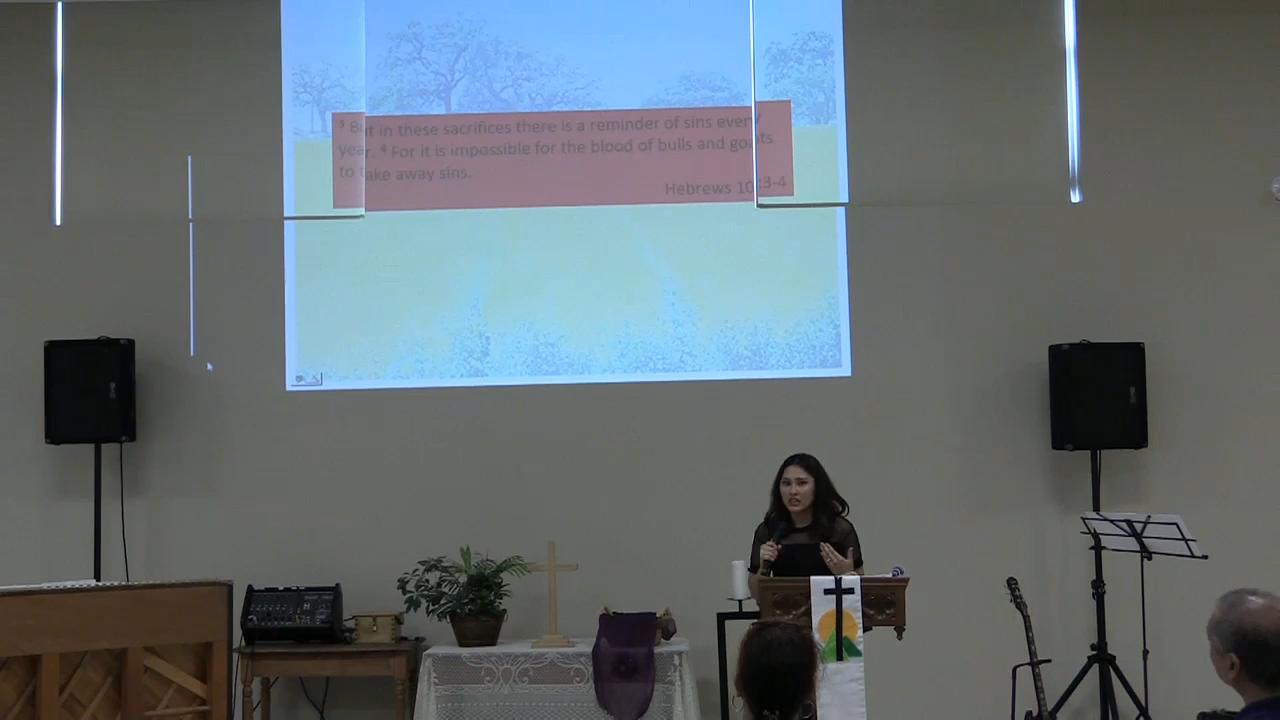 ³ But in these sacrifices there is a reminder of sins every
year. ⁴ For it is impossible for the blood of bulls and goats
to take away sins.
Hebrews 10:3-4